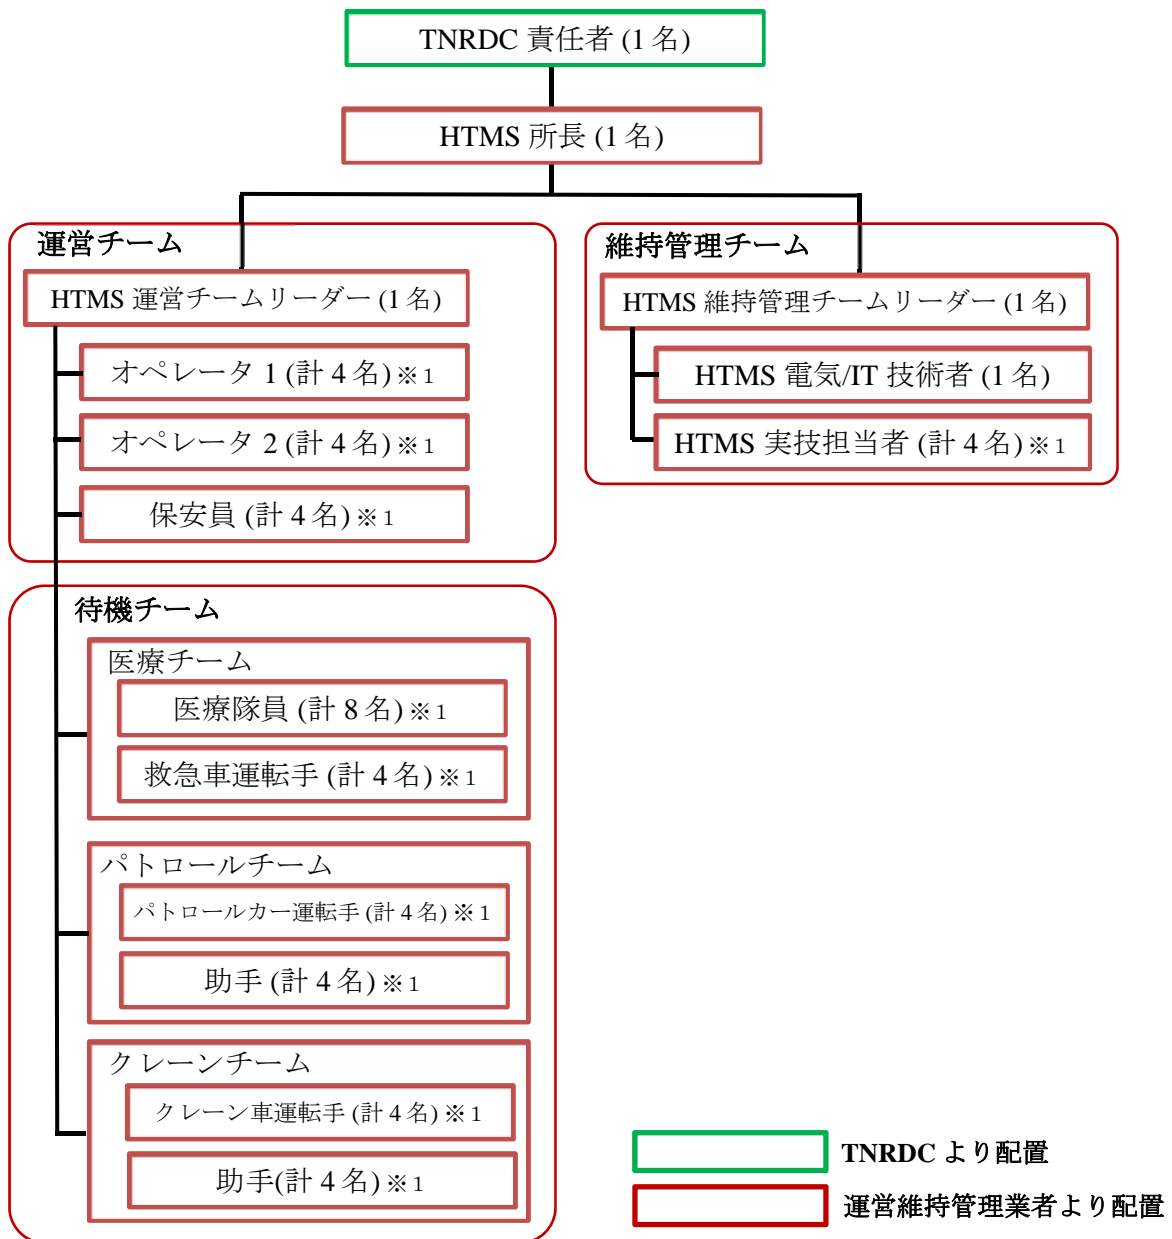 TNRDC 責任者 (1 名)
HTMS 所長 (1 名)
運営チーム
HTMS 運営チームリーダー (1 名)
オペレータ 1 (計 4 名) ※1
オペレータ 2 (計 4 名) ※1
保安員 (計 4 名) ※1
維持管理チーム
HTMS 維持管理チームリーダー (1 名)
HTMS 電気/IT 技術者 (1 名)
HTMS 実技担当者 (計 4 名) ※1
待機チーム
医療チーム
医療隊員 (計 8 名) ※1
救急車運転手 (計 4 名) ※1
パトロールチーム
パトロールカー運転手 (計 4 名) ※1
助手 (計 4 名) ※1
クレーンチーム
クレーン車運転手 (計 4 名) ※1
助手(計 4 名) ※1
TNRDC より配置
運営維持管理業者より配置